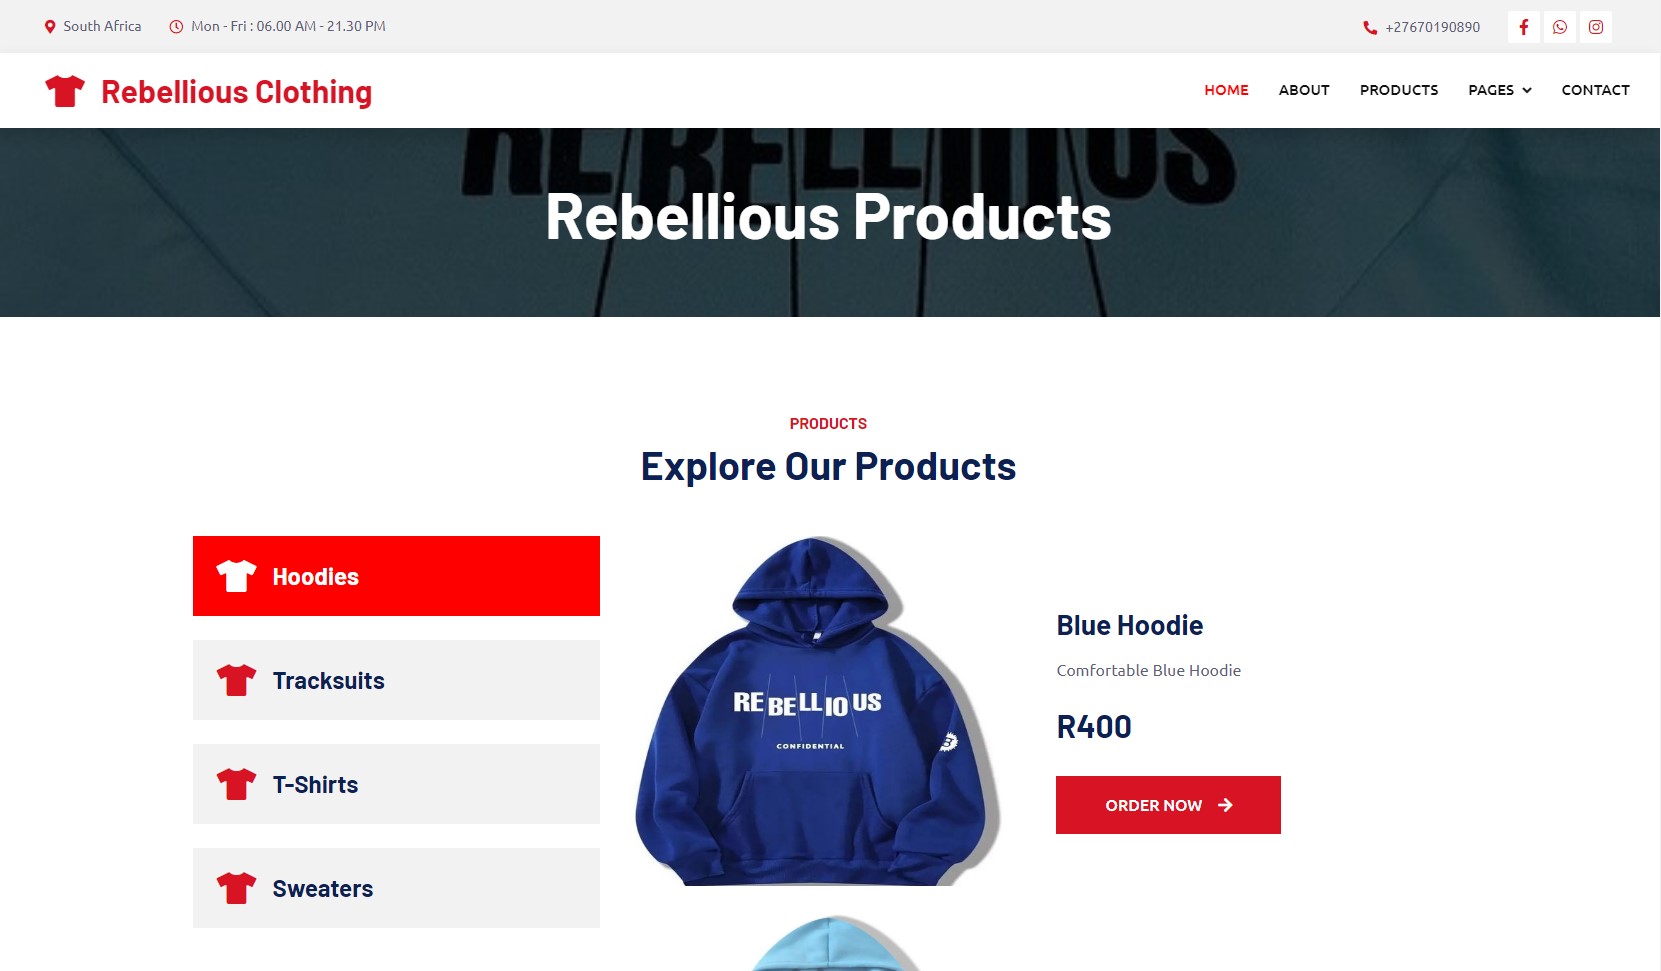 South Africa
Mon - Fri : 06.00 AM - 21.30 PM
+27670190890
Rebellious Clothing
HOME
ABOUT
PRODUCTS
PAGES
CONTACT
REBELLIOUS
Rebellious Products
PRODUCTS
Explore Our Products
Hoodies
Tracksuits
T-Shirts
Sweaters
REBELLIOUS
CONFIDENTIAL
Blue Hoodie
Comfortable Blue Hoodie
R400
ORDER NOW